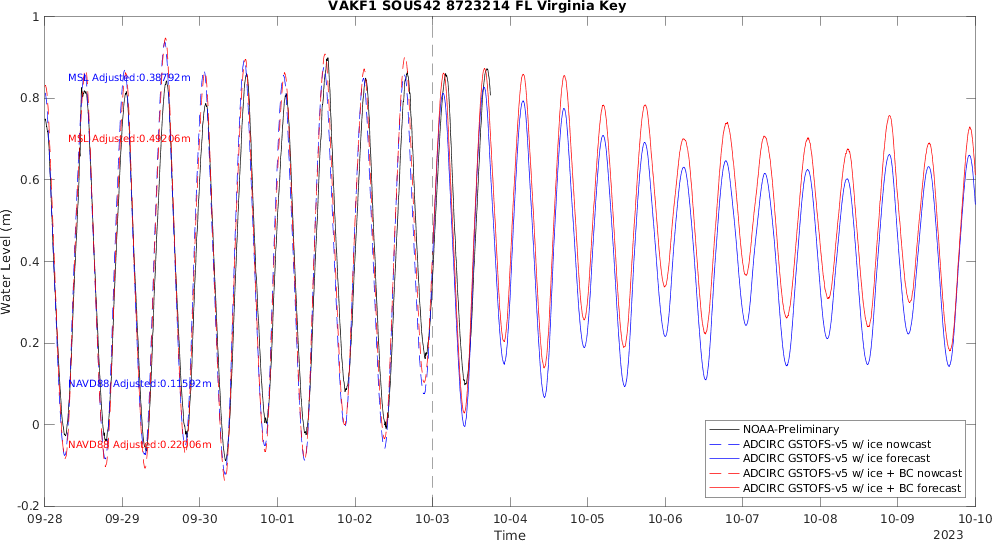 VAKF1 SOUS42 8723214 FL Virginia Key
1
0.8
0.6
0.4
0.2
0
-0.2
Water Level (m)
MSL Adjusted:0.38792m
MSL Adjusted:0.49206m
NAVD88 Adjusted:0.11592m
NAVD88 Adjusted:0.22006m
NOAA-Preliminary
ADCIRC GSTOFS-v5 w/ ice nowcast
ADCIRC GSTOFS-v5 w/ ice forecast
ADCIRC GSTOFS-v5 w/ ice + BC nowcast
ADCIRC GSTOFS-v5 w/ ice + BC forecast
09-28 09-29 09-30 10-01 10-02 10-03 10-04 10-05 10-06 10-07 10-08 10-09 10-10
Time
2023